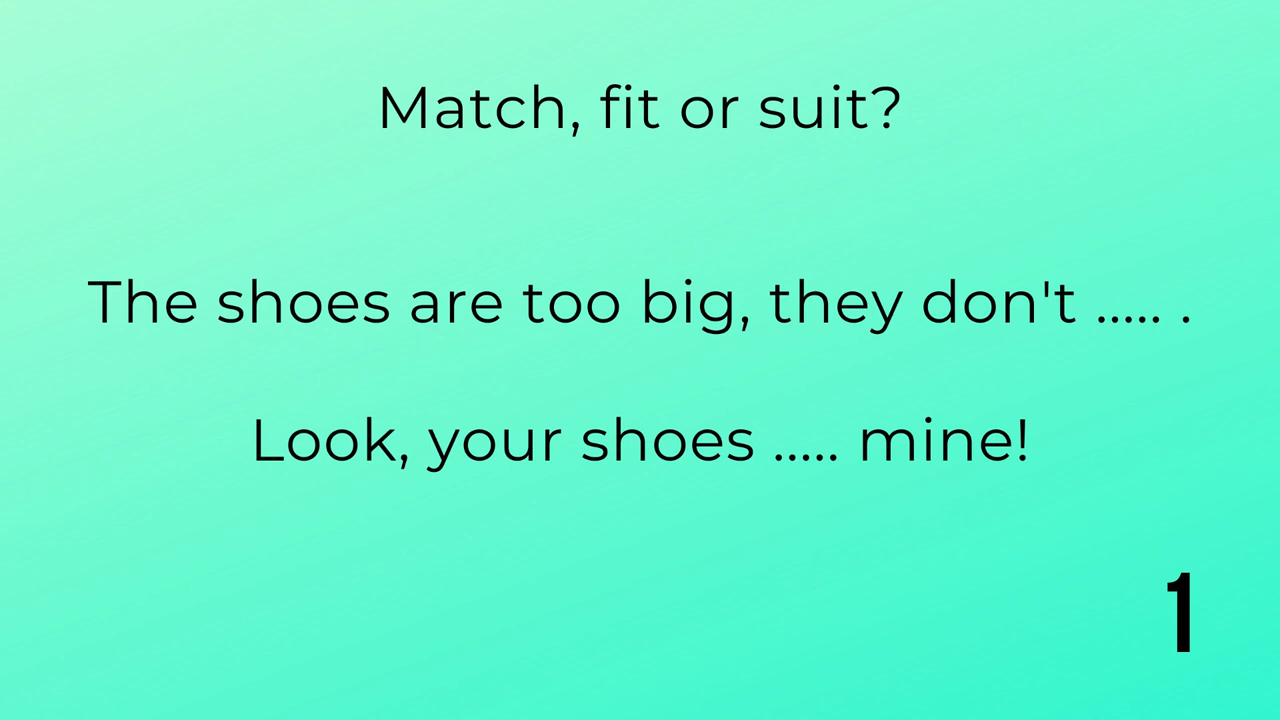 Match, fit or suit?
The shoes are too big, they don't ..... .
Look, your shoes ..... mine!
1